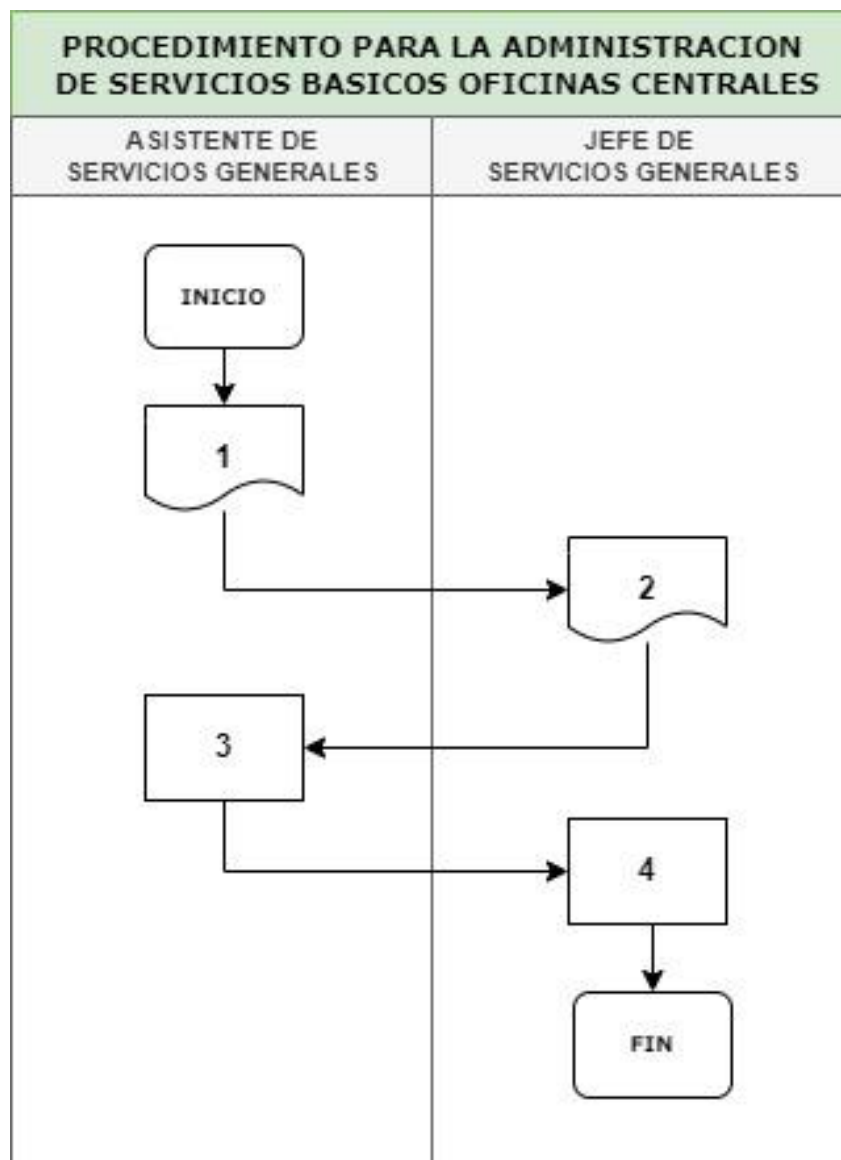 PROCEDIMIENTO PARA LA ADMINISTRACION
DE SERVICIOS BASICOS OFICINAS CENTRALES
ASISTENTE DE
SERVICIOS GENERALES
JEFE DE
SERVICIOS GENERALES
INICIO
1
2
3
4
FIN